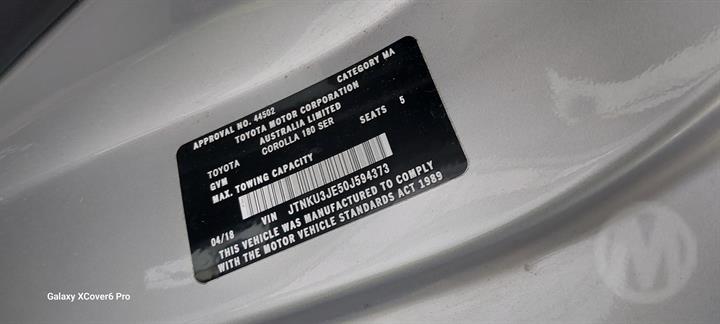 APPROVAL NO. 44502 CATEGORY MA
TOYOTA MOTOR CORPORATION
AUSTRALIA LIMITED
TOYOTA COROLLA 180 SER SEATS 5
GVM
MAX. TOWING CAPACITY
04/18 VIN JTNKU3JE50J594373
THIS VEHICLE WAS MANUFACTURED TO COMPLY
WITH THE MOTOR VEHICLE STANDARDS ACT 1989
Galaxy XCover6 Pro
M